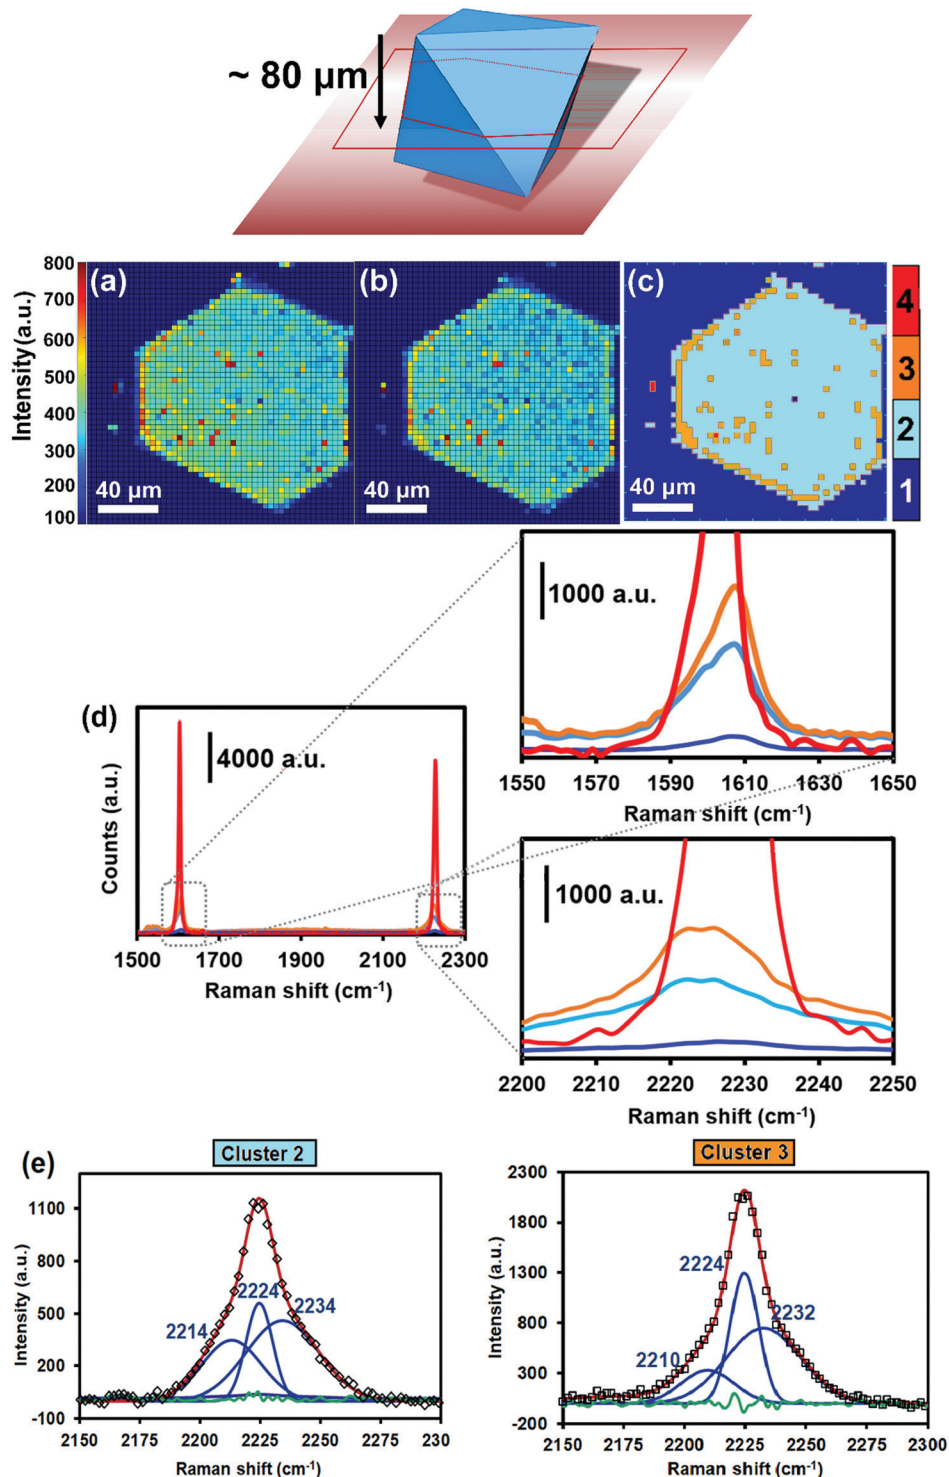 ~ 80 µm
Intensity (a.u.)
800
700
600
500
400
300
200
100
(a)
40 µm
(b)
40 µm
(c)
40 µm
4
3
2
1
(d)
Counts (a.u.)
4000 a.u.
1500 1700 1900 2100 2300
Raman shift (cm-1)
1000 a.u.
1550 1570 1590 1610 1630 1650
Raman shift (cm-1)
1000 a.u.
2200 2210 2220 2230 2240 2250
Raman shift (cm-1)
(e)
Cluster 2
Intensity (a.u.)
1100
800
500
200
-100
2214
2224
2234
2150 2175 2200 2225 2250 2275 230
Raman shift (cm-1)
Cluster 3
Intensity (a.u.)
2300
1800
1300
800
300
-200
2224
2232
2210
2150 2175 2200 2225 2250 2275 2300
Raman shift (cm-1)